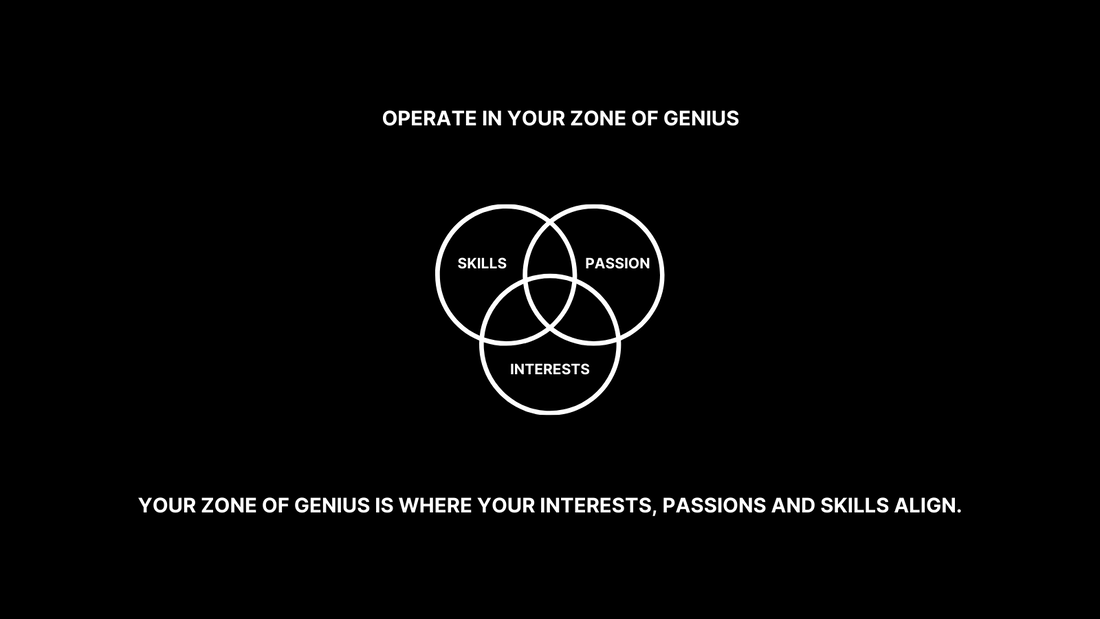 OPERATE IN YOUR ZONE OF GENIUS
SKILLS
PASSION
INTERESTS
YOUR ZONE OF GENIUS IS WHERE YOUR INTERESTS, PASSIONS AND SKILLS ALIGN.